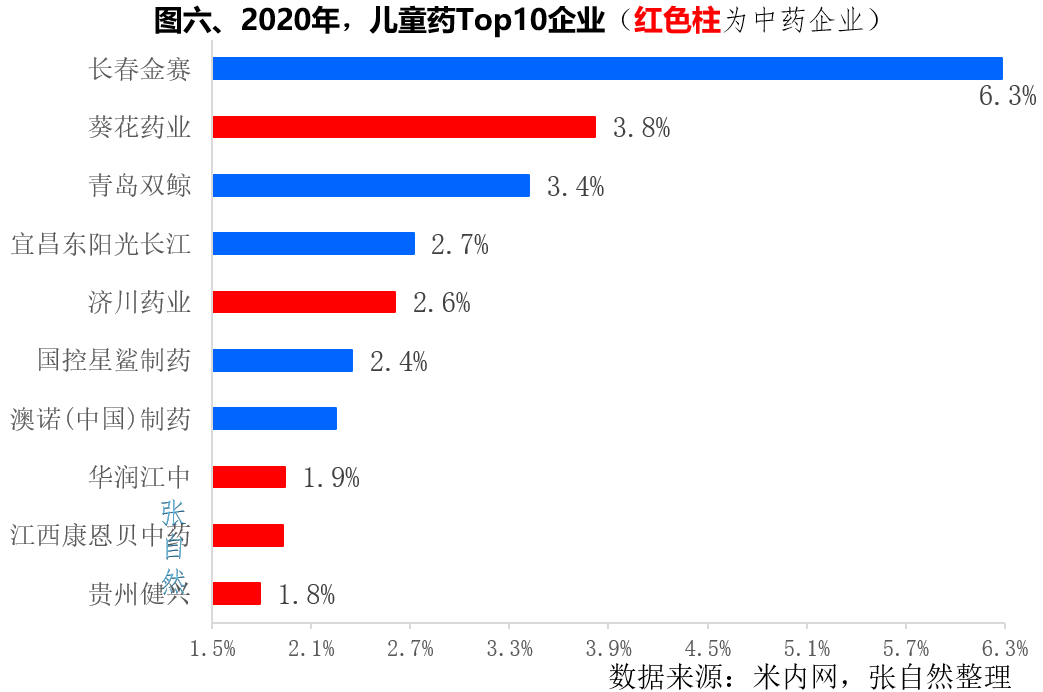 图六、2020年，儿童药Top10企业（红色柱为中药企业）
长春金赛
6.3%
葵花药业
3.8%
青岛双鲸
3.4%
宜昌东阳光长江
2.7%
济川药业
2.6%
国控星鲨制药
2.4%
澳诺(中国)制药
华润江中
1.9%
江西康恩贝中药
贵州健兴
1.8%
张自然
1.5% 2.1% 2.7% 3.3% 3.9% 4.5% 5.1% 5.7% 6.3%
数据来源：米内网，张自然整理